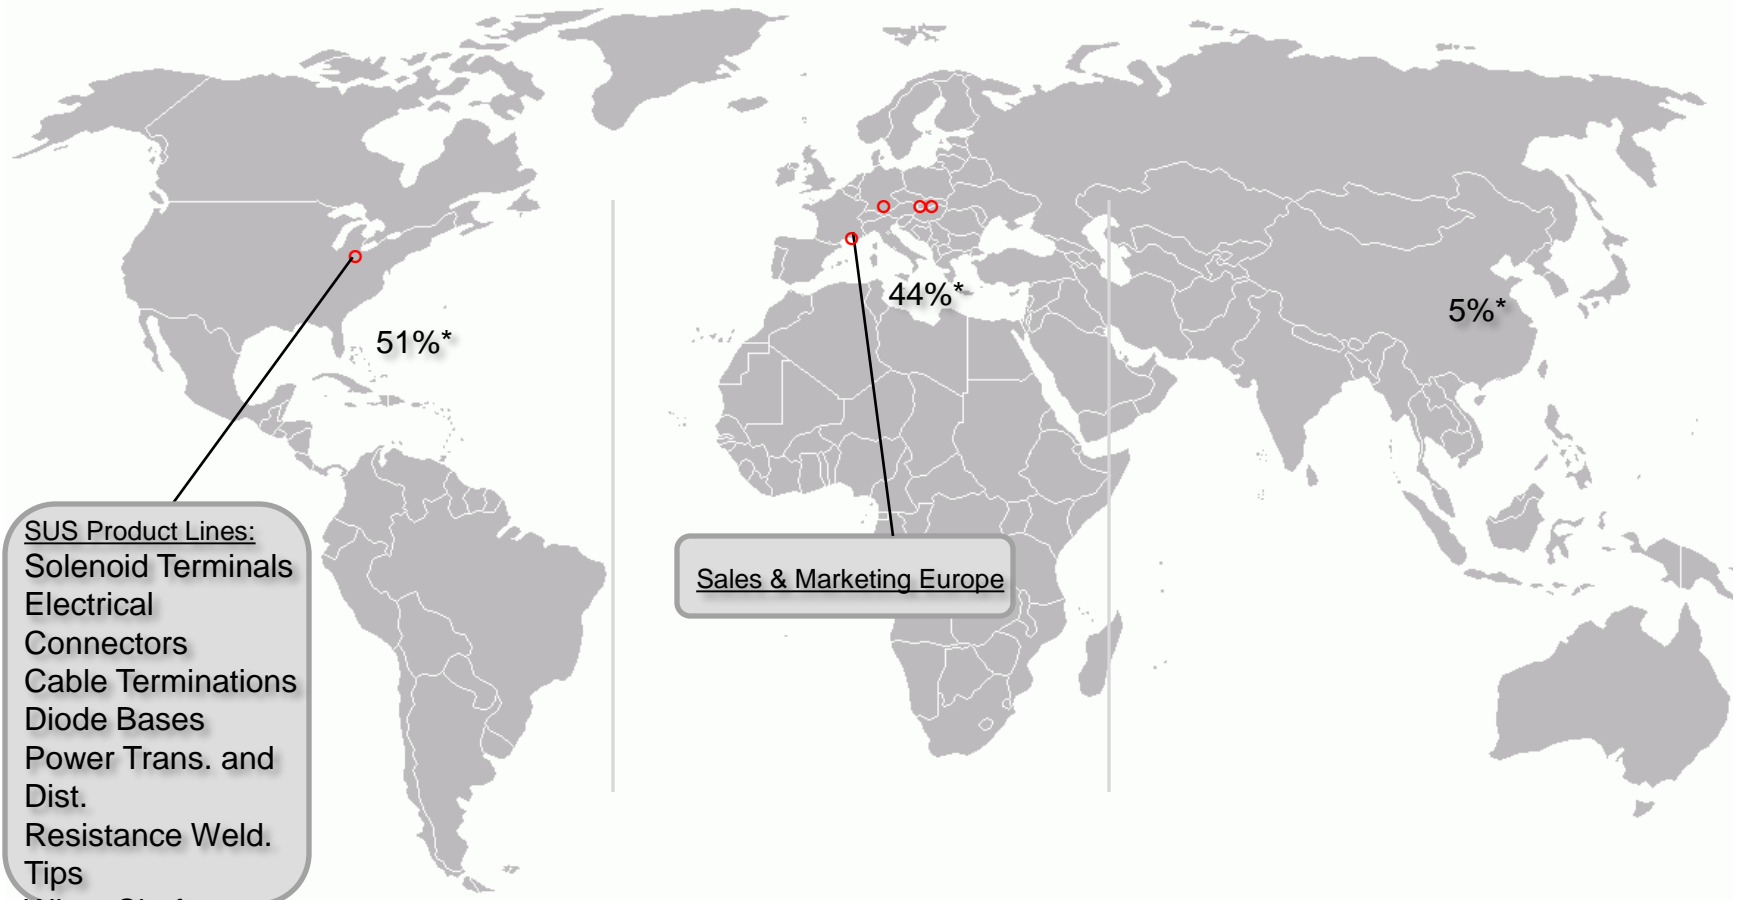 44%*
5%*
51%*
SUS Product Lines:
Solenoid Terminals
Electrical
Connectors
Cable Terminations
Diode Bases
Power Trans. and
Dist.
Resistance Weld.
Tips
Sales & Marketing Europe